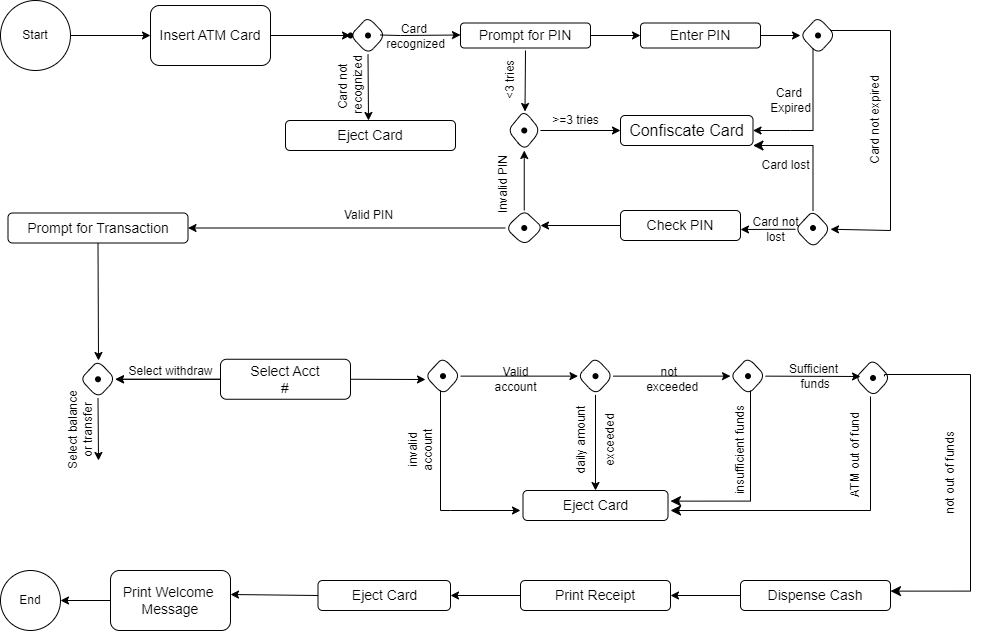 Start
Insert ATM Card
Card
recognized
Prompt for PIN
Enter PIN
Card not
recognized
Eject Card
<3 tries
>=3 tries
Confiscate Card
Card
Expired
Card not expired
Card lost
Invalid PIN
Prompt for Transaction
Valid PIN
Check PIN
Card not
lost
Select withdraw
Select Acct
#
Valid
account
not
exceeded
Sufficient
funds
Select balance
or transfer
invalid
account
daily amount
exceeded
insufficient funds
ATM out of fund
not out of funds
Eject Card
End
Print Welcome
Message
Eject Card
Print Receipt
Dispense Cash